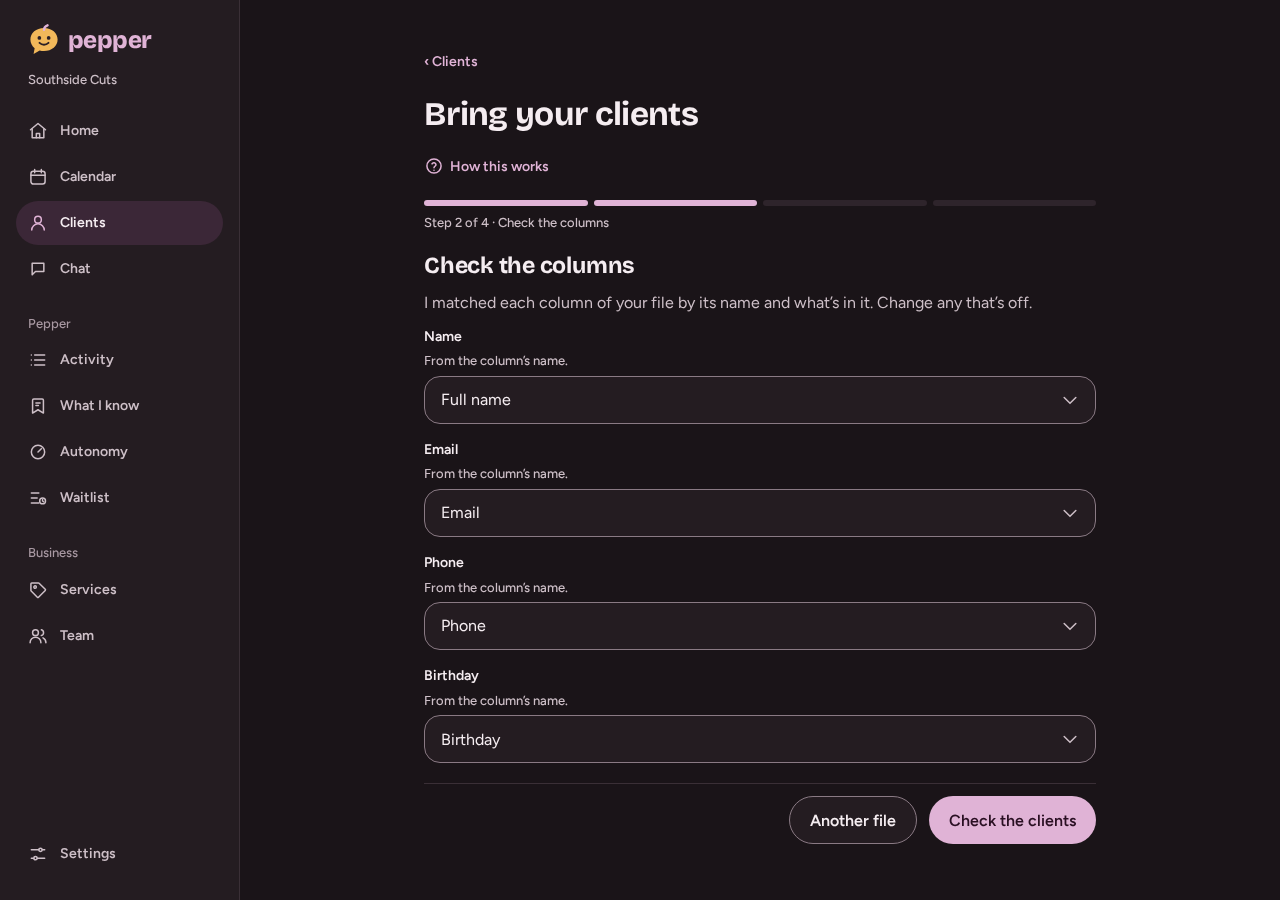 pepper
Southside Cuts
Home
Calendar
Clients
Chat
Pepper
Activity
What I know
Autonomy
Waitlist
Business
Services
Team
Settings
‹ Clients
Bring your clients
How this works
Step 2 of 4 · Check the columns
Check the columns
I matched each column of your file by its name and what’s in it. Change any that’s off.
Name
From the column’s name.
Full name
Email
From the column’s name.
Email
Phone
From the column’s name.
Phone
Birthday
From the column’s name.
Birthday
Another file
Check the clients